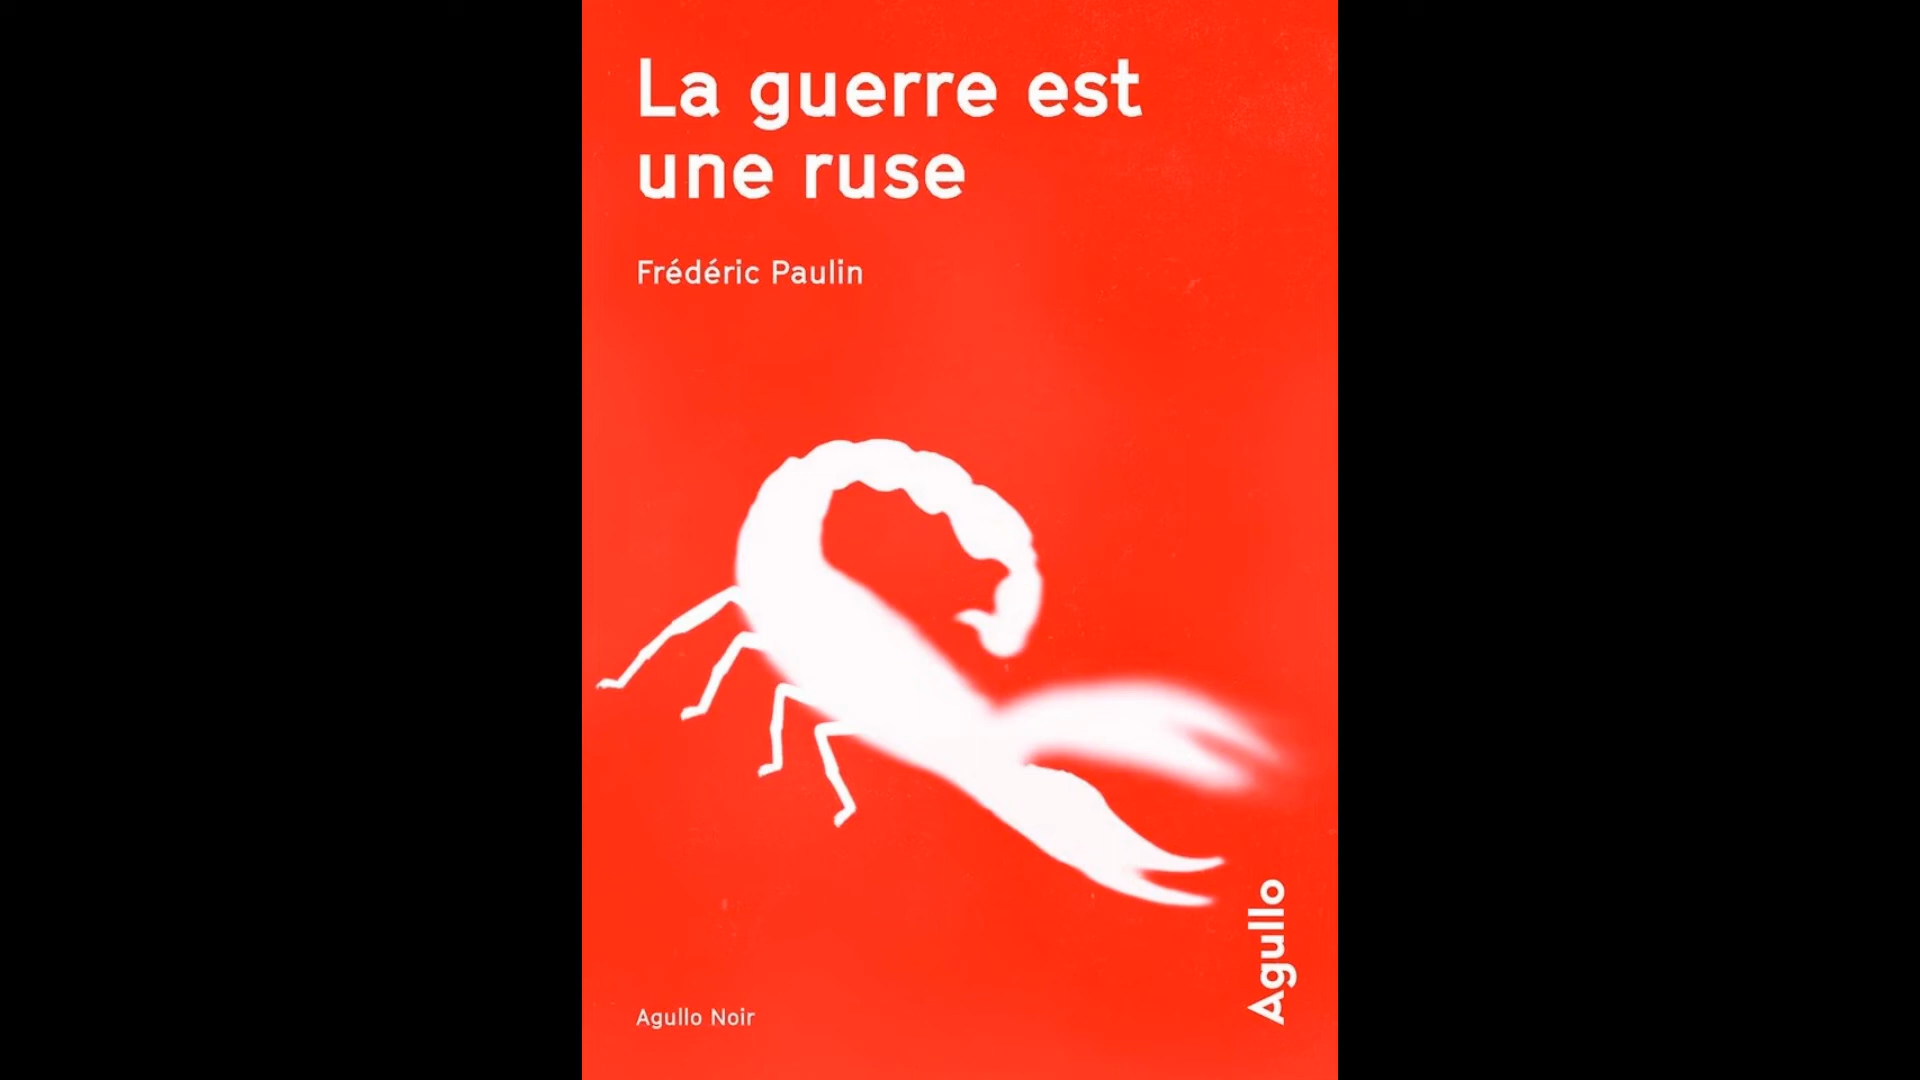 La guerre est
une ruse
Frédéric Paulin
Agullo
Agullo Noir